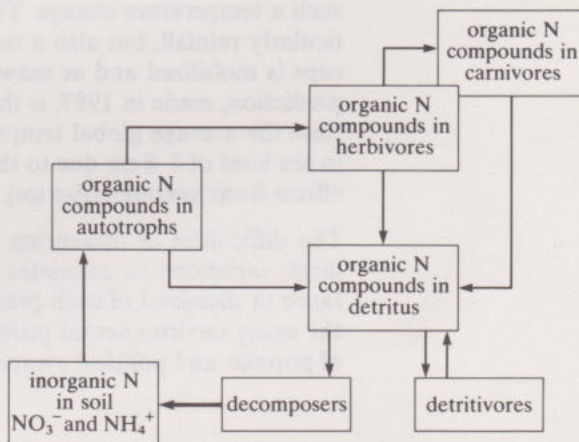 organic N
compounds in
carnivores
organic N
compounds in
herbivores
organic N
compounds in
autotrophs
organic N
compounds in
detritus
inorganic N
in soil
NO₃⁻ and NH₄⁺
decomposers
detritivores